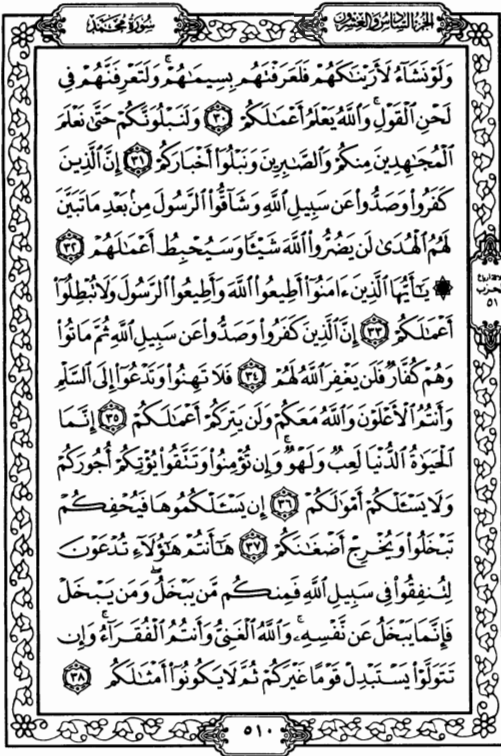 سُورَةُ مُحَمَّد
الجزء السادس والعشرون
وَلَوْ نَشَآءُ لَأَرَيْنَٰكَهُمْ فَلَعَرَفْتَهُم بِسِيمَٰهُمْ ۚ وَلَتَعْرِفَنَّهُمْ فِى
لَحْنِ ٱلْقَوْلِ ۚ وَٱللَّهُ يَعْلَمُ أَعْمَٰلَكُمْ ٣٠ وَلَنَبْلُوَنَّكُمْ حَتَّىٰ نَعْلَمَ
ٱلْمُجَٰهِدِينَ مِنكُمْ وَٱلصَّٰبِرِينَ وَنَبْلُوَا۟ أَخْبَارَكُمْ ٣١ إِنَّ ٱلَّذِينَ
كَفَرُوا۟ وَصَدُّوا۟ عَن سَبِيلِ ٱللَّهِ وَشَآقُّوا۟ ٱلرَّسُولَ مِنۢ بَعْدِ مَا تَبَيَّنَ
لَهُمُ ٱلْهُدَىٰ لَن يَضُرُّوا۟ ٱللَّهَ شَيْـًٔا وَسَيُحْبِطُ أَعْمَٰلَهُمْ ٣٢
۞ يَٰٓأَيُّهَا ٱلَّذِينَ ءَامَنُوٓا۟ أَطِيعُوا۟ ٱللَّهَ وَأَطِيعُوا۟ ٱلرَّسُولَ وَلَا تُبْطِلُوٓا۟
أَعْمَٰلَكُمْ ٣٣ إِنَّ ٱلَّذِينَ كَفَرُوا۟ وَصَدُّوا۟ عَن سَبِيلِ ٱللَّهِ ثُمَّ مَاتُوا۟
وَهُمْ كُفَّارٌ فَلَن يَغْفِرَ ٱللَّهُ لَهُمْ ٣٤ فَلَا تَهِنُوا۟ وَتَدْعُوٓا۟ إِلَى ٱلسَّلْمِ
وَأَنتُمُ ٱلْأَعْلَوْنَ وَٱللَّهُ مَعَكُمْ وَلَن يَتِرَكُمْ أَعْمَٰلَكُمْ ٣٥ إِنَّمَا
ٱلْحَيَوٰةُ ٱلدُّنْيَا لَعِبٌ وَلَهْوٌ ۚ وَإِن تُؤْمِنُوا۟ وَتَتَّقُوا۟ يُؤْتِكُمْ أُجُورَكُمْ
وَلَا يَسْـَٔلْكُمْ أَمْوَٰلَكُمْ ٣٦ إِن يَسْـَٔلْكُمُوهَا فَيُحْفِكُمْ
تَبْخَلُوا۟ وَيُخْرِجْ أَضْغَٰنَكُمْ ٣٧ هَٰٓأَنتُمْ هَٰٓؤُلَآءِ تُدْعَوْنَ
لِتُنفِقُوا۟ فِى سَبِيلِ ٱللَّهِ فَمِنكُم مَّن يَبْخَلُ ۖ وَمَن يَبْخَلْ
فَإِنَّمَا يَبْخَلُ عَن نَّفْسِهِۦ ۚ وَٱللَّهُ ٱلْغَنِىُّ وَأَنتُمُ ٱلْفُقَرَآءُ ۚ وَإِن
تَتَوَلَّوْا۟ يَسْتَبْدِلْ قَوْمًا غَيْرَكُمْ ثُمَّ لَا يَكُونُوٓا۟ أَمْثَٰلَكُم ٣٨
٥١٠
الحزب
٥١